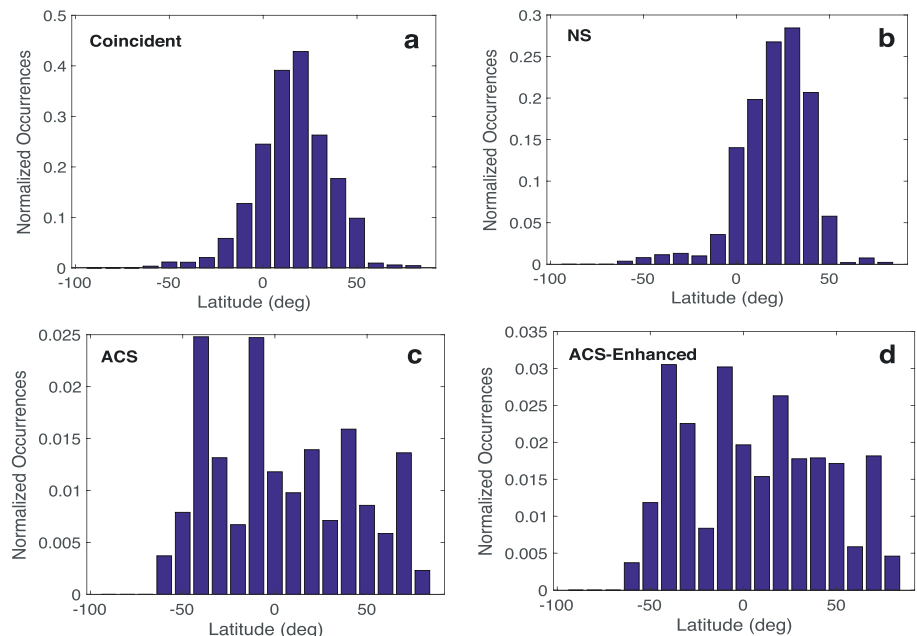 0.5
0.4
0.3
0.2
0.1
0
Normalized Occurrences
Coincident
a
-100
-50
0
50
Latitude (deg)
0.3
0.25
0.2
0.15
0.1
0.05
0
Normalized Occurrences
NS
b
-100
-50
0
50
Latitude (deg)
0.025
0.02
0.015
0.01
0.005
0
Normalized Occurrences
ACS
c
-100
-50
0
50
Latitude (deg)
0.035
0.03
0.025
0.02
0.015
0.01
0.005
0
Normalized Occurrences
ACS-Enhanced
d
-100
-50
0
50
Latitude (deg)